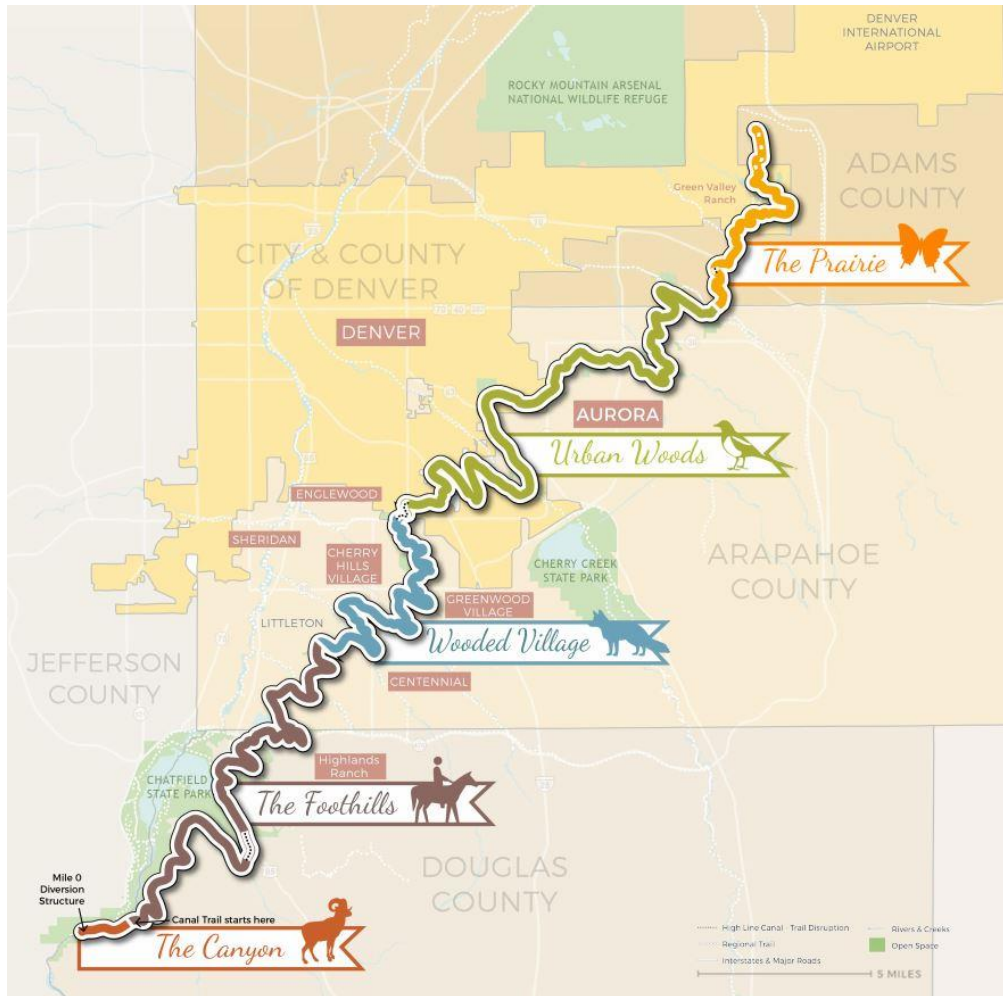 DENVER
INTERNATIONAL
AIRPORT
ROCKY MOUNTAIN ARSENAL
NATIONAL WILDLIFE REFUGE
ADAMS
COUNTY
Green Valley
Ranch
The Prairie
CITY & COUNTY
OF DENVER
DENVER
AURORA
Urban Woods
ENGLEWOOD
SHERIDAN
CHERRY
HILLS
VILLAGE
CHERRY CREEK
STATE PARK
ARAPAHOE
COUNTY
GREENWOOD
VILLAGE
LITTLETON
Wooded Village
JEFFERSON
COUNTY
CENTENNIAL
Highlands
Ranch
CHATFIELD
STATE PARK
The Foothills
DOUGLAS
COUNTY
Mile 0
Diversion
Structure
Canal Trail starts here
The Canyon
High Line Canal - Trail Disruption
Regional Trail
Interstates & Major Roads
Rivers & Creeks
Open Space
5 MILES